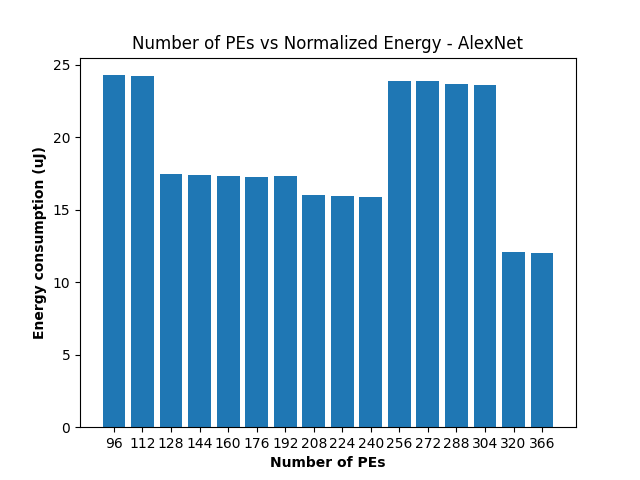 Number of PEs vs Normalized Energy - AlexNet
Energy consumption (uJ)
25
20
15
10
5
0
96 112 128 144 160 176 192 208 224 240 256 272 288 304 320 366
Number of PEs